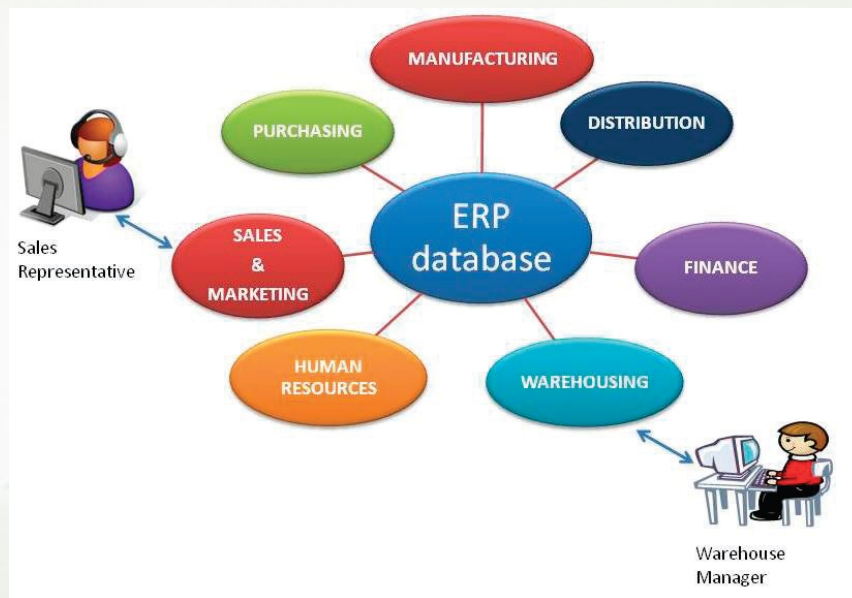 MANUFACTURING
PURCHASING
DISTRIBUTION
ERP
database
SALES
&
MARKETING
FINANCE
HUMAN
RESOURCES
WAREHOUSING
Sales
Representative
Warehouse
Manager